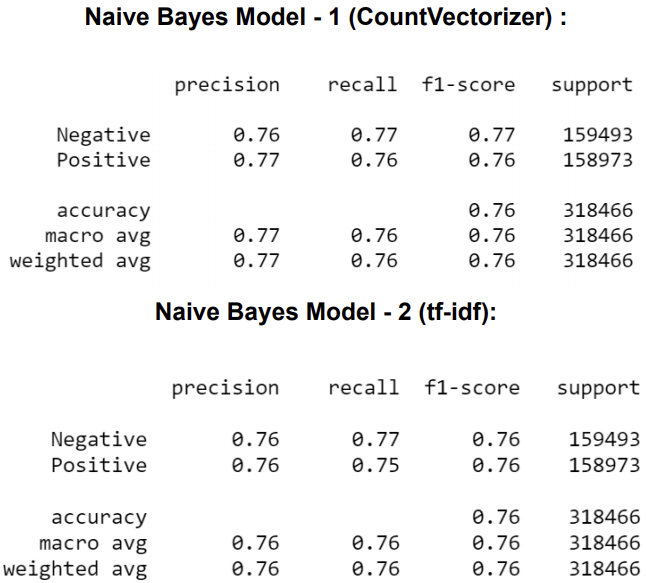 Naive Bayes Model - 1 (CountVectorizer) :
precision recall f1-score support
Negative 0.76 0.77 0.77 159493
Positive 0.77 0.76 0.76 158973
accuracy 0.76 318466
macro avg 0.77 0.76 0.76 318466
weighted avg 0.77 0.76 0.76 318466
Naive Bayes Model - 2 (tf-idf):
precision recall f1-score support
Negative 0.76 0.77 0.76 159493
Positive 0.76 0.75 0.76 158973
accuracy 0.76 318466
macro avg 0.76 0.76 0.76 318466
weighted avg 0.76 0.76 0.76 318466